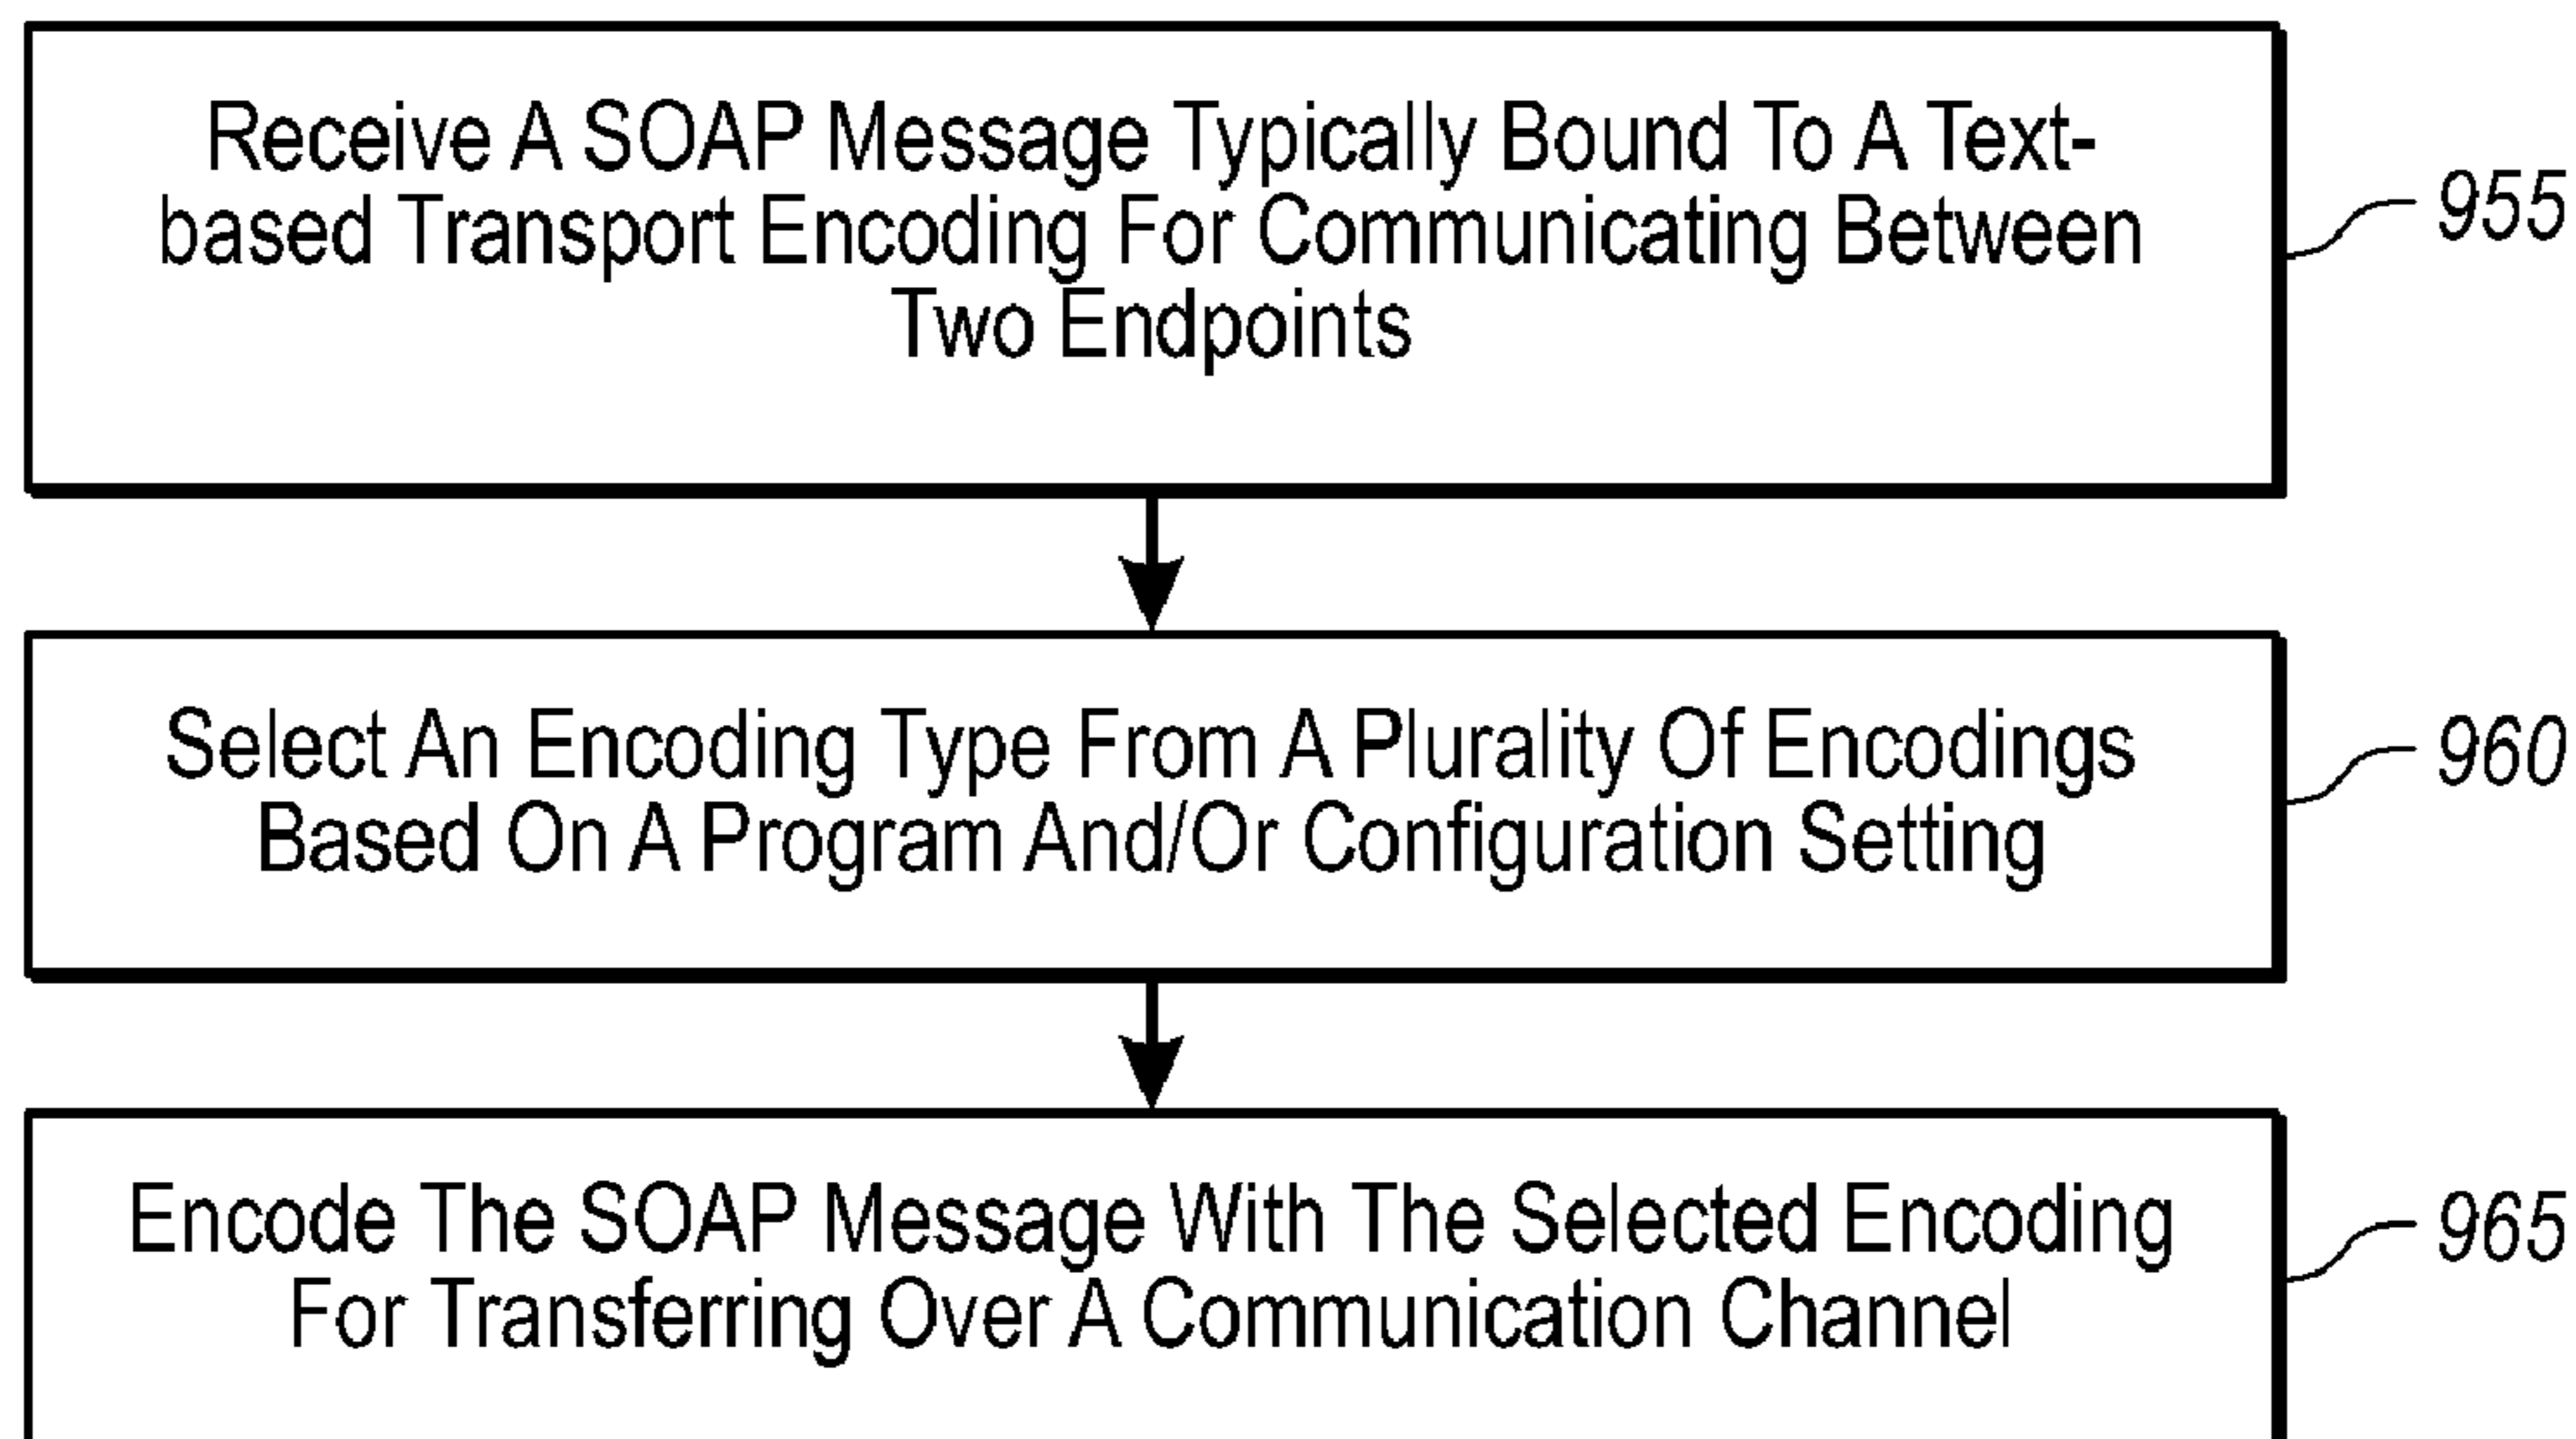 Receive A SOAP Message Typically Bound To A Text-
based Transport Encoding For Communicating Between
Two Endpoints
955
Select An Encoding Type From A Plurality Of Encodings
Based On A Program And/Or Configuration Setting
960
Encode The SOAP Message With The Selected Encoding
For Transferring Over A Communication Channel
965